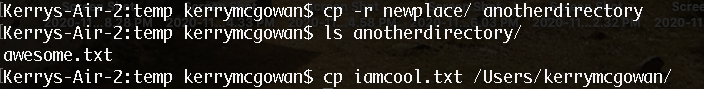 Kerrys-Air-2:temp kerrymcgowan$ cp -r newplace/ anotherdirectory
Kerrys-Air-2:temp kerrymcgowan$ ls anotherdirectory/
awesome.txt
Kerrys-Air-2:temp kerrymcgowan$ cp iamcool.txt /Users/kerrymcgowan/